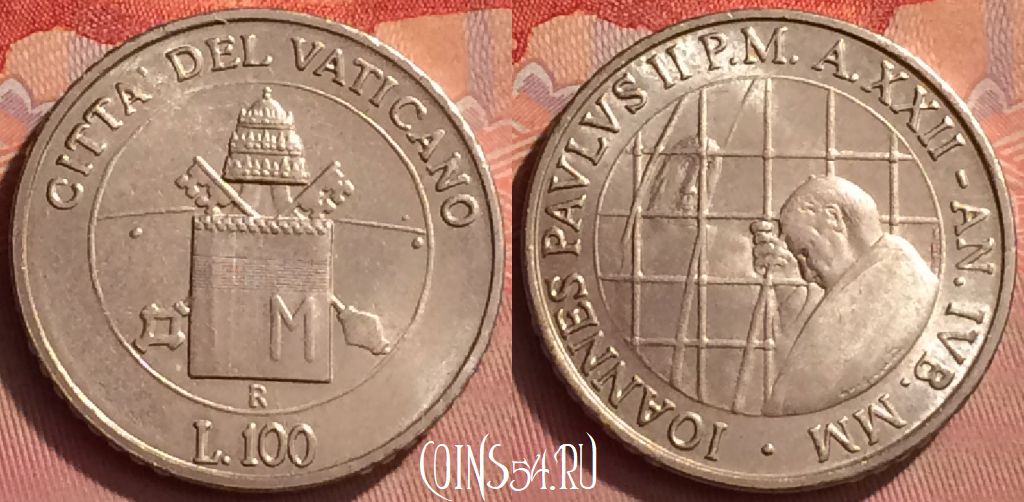 CITTA' DEL VATICANO
M
R
L. 100
IOANNES PAVLVS II P.M. A. XXII - AN. IVB. MM
COINS54.RU